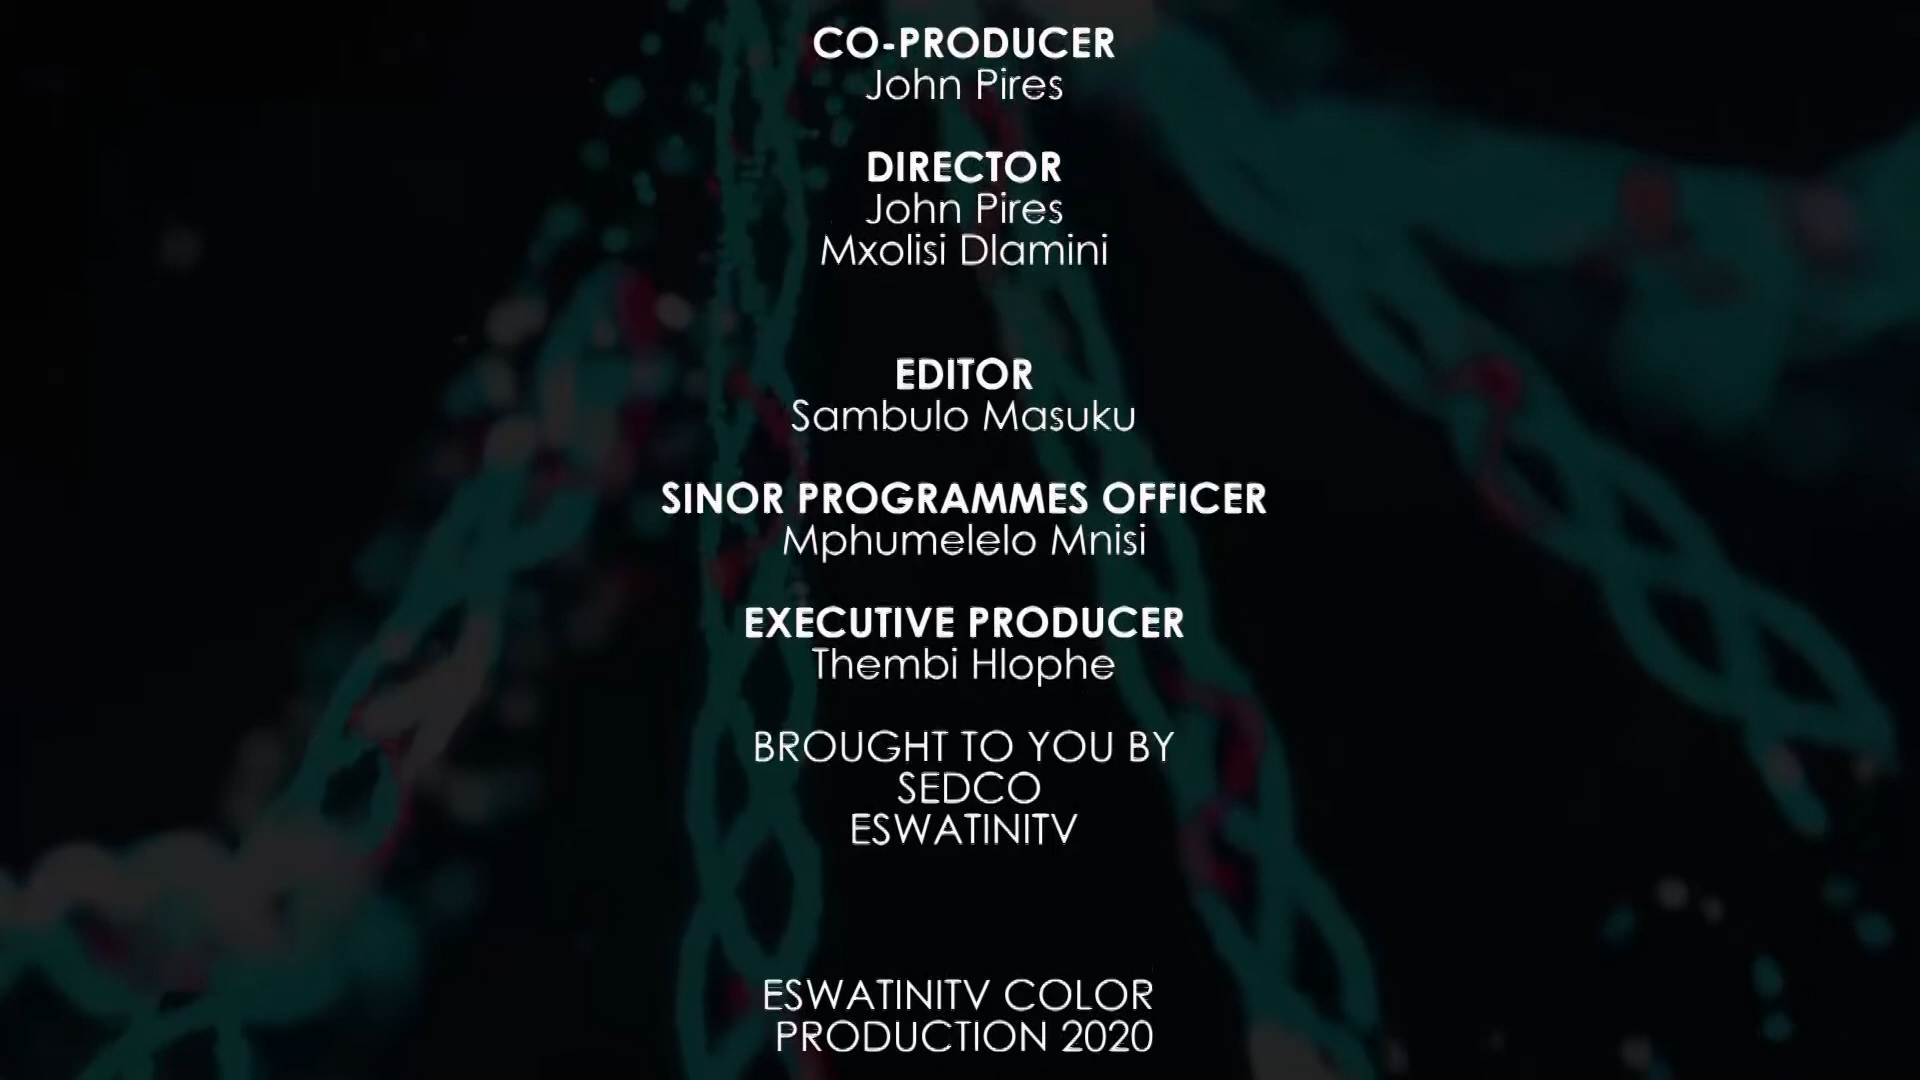 CO-PRODUCER
John Pires
DIRECTOR
John Pires
Mxolisi Dlamini
EDITOR
Sambulo Masuku
SINOR PROGRAMMES OFFICER
Mphumelelo Mnisi
EXECUTIVE PRODUCER
Thembi Hlophe
BROUGHT TO YOU BY
SEDCO
ESWATINITV
ESWATINITV COLOR
PRODUCTION 2020